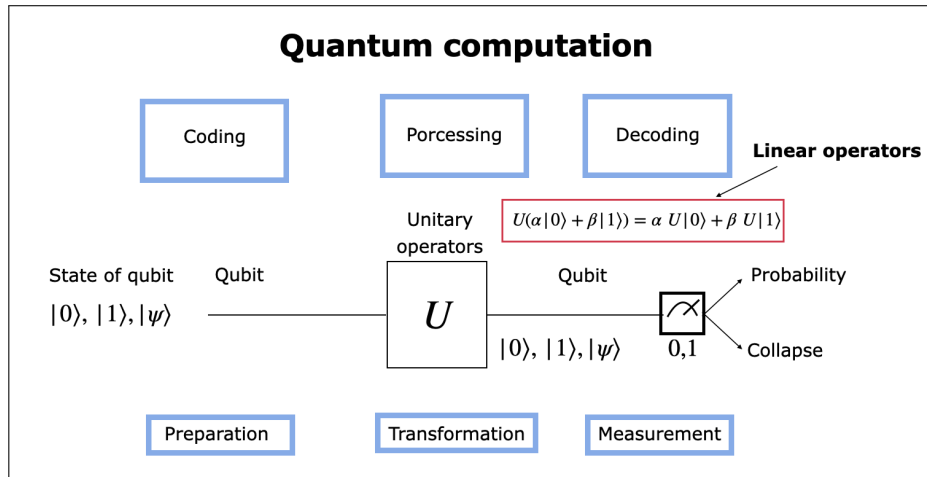 Quantum computation
Coding
Porcessing
Decoding
Linear operators
Unitary
operators
U(α|0⟩ + β|1⟩) = α U|0⟩ + β U|1⟩
State of qubit
Qubit
Qubit
Probability
|0⟩, |1⟩, |ψ⟩
U
|0⟩, |1⟩, |ψ⟩
0,1
Collapse
Preparation
Transformation
Measurement